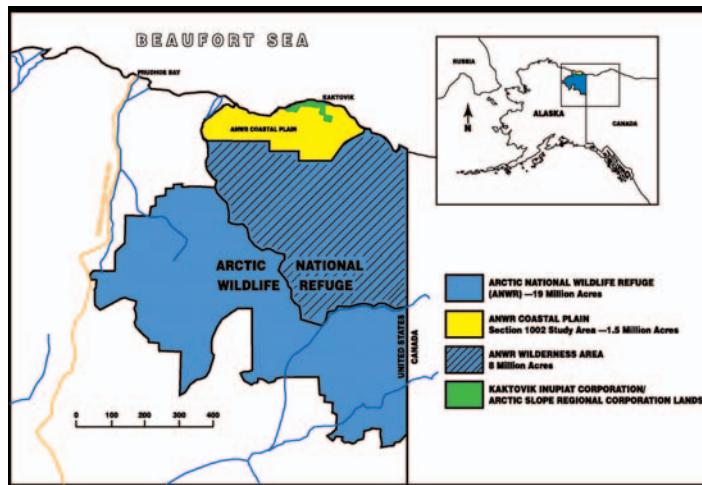 BEAUFORT SEA
PRUDHOE BAY
KAKTOVIK
ANWR COASTAL PLAIN
ARCTIC NATIONAL
WILDLIFE REFUGE
UNITED STATES
CANADA
0 100 200 300 400
RUSSIA
N
ALASKA
CANADA
ARCTIC NATIONAL WILDLIFE REFUGE
(ANWR) —19 Million Acres
ANWR COASTAL PLAIN
Section 1002 Study Area —1.5 Million Acres
ANWR WILDERNESS AREA
8 Million Acres
KAKTOVIK INUPIAT CORPORATION/
ARCTIC SLOPE REGIONAL CORPORATION LANDS